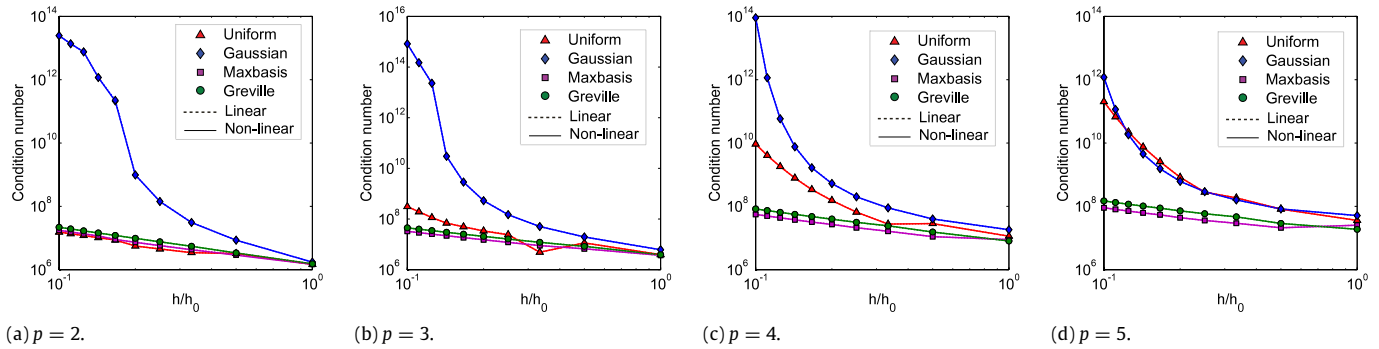 Condition number
10^14
10^12
10^10
10^8
10^6
10^-1
10^0
h/h_0
Uniform
Gaussian
Maxbasis
Greville
Linear
Non-linear
(a) p = 2.
Condition number
10^16
10^14
10^12
10^10
10^8
10^6
10^-1
10^0
h/h_0
Uniform
Gaussian
Maxbasis
Greville
Linear
Non-linear
(b) p = 3.
Condition number
10^14
10^12
10^10
10^8
10^6
10^-1
10^0
h/h_0
Uniform
Gaussian
Maxbasis
Greville
Linear
Non-linear
(c) p = 4.
Condition number
10^14
10^12
10^10
10^8
10^6
10^-1
10^0
h/h_0
Uniform
Gaussian
Maxbasis
Greville
Linear
Non-linear
(d) p = 5.